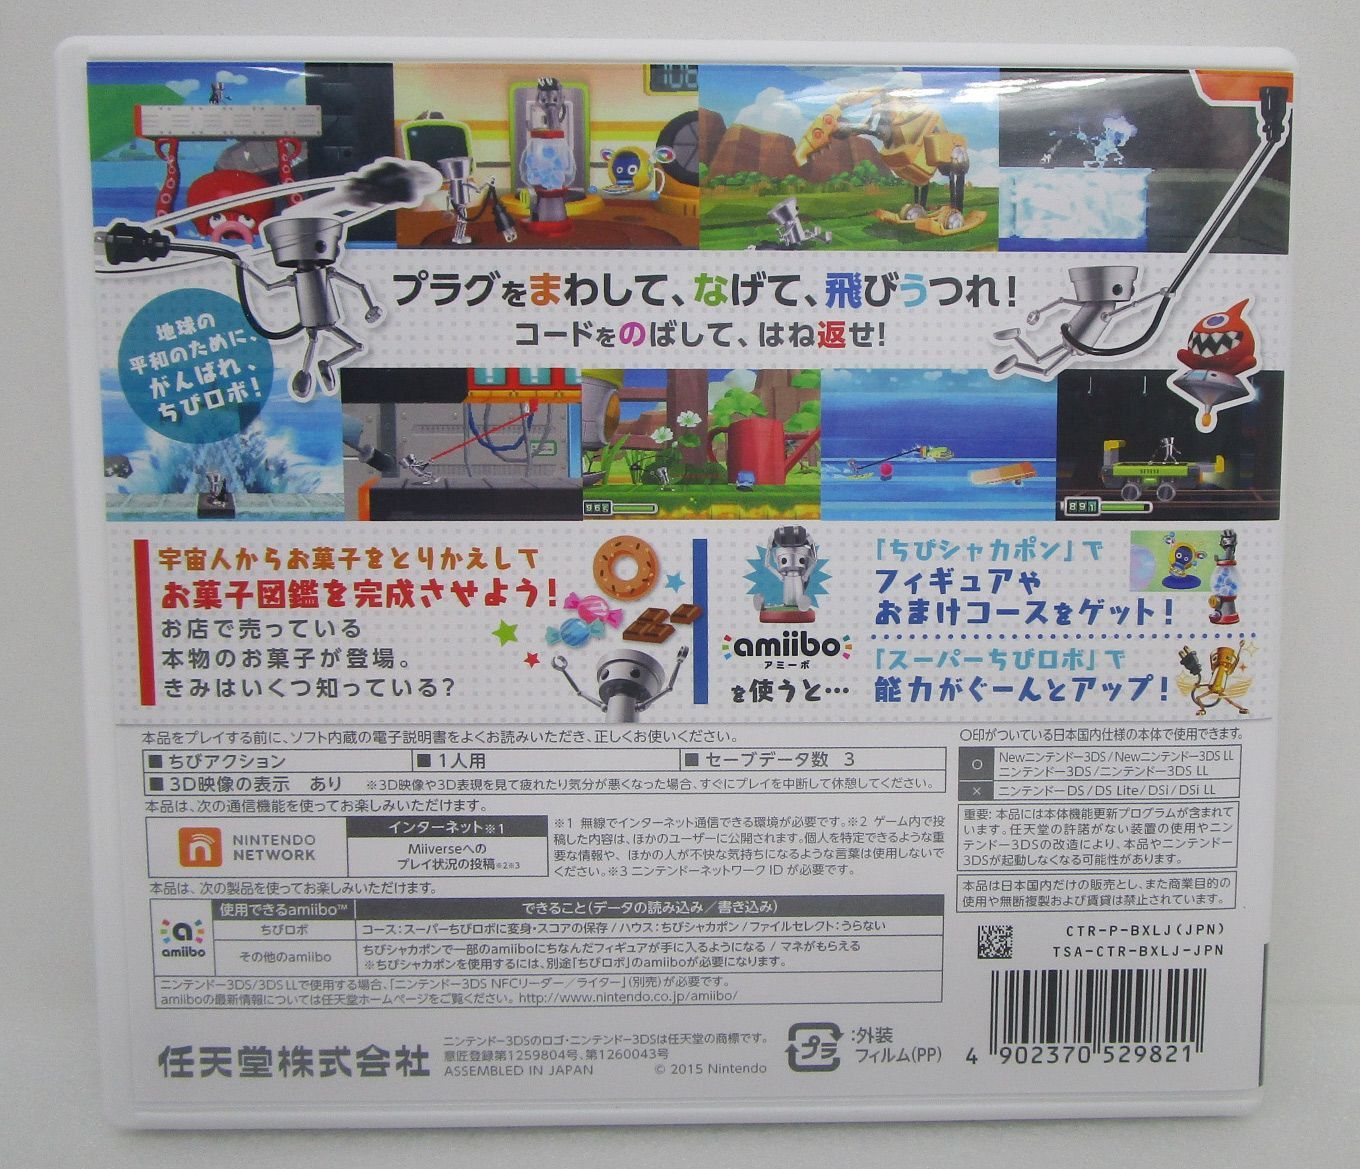 106
プラグをまわして、なげて、飛びうつれ!
コードをのばして、はね返せ!
地球の
平和のために、
がんばれ、
ちびロボ!
965
891
宇宙人からお菓子をとりかえして
お菓子図鑑を完成させよう!
お店で売っている
本物のお菓子が登場。
きみはいくつ知っている?
amiibo
アミーボ
を使うと…
「ちびシャカポン」で
フィギュアや
おまけコースをゲット!
「スーパーちびロボ」で
能力がぐーんとアップ!
本品をプレイする前に、ソフト内蔵の電子説明書をよくお読みいただき、正しくお使いください。
■ ちびアクション
■ 1人用
■ セーブデータ数 3
■ 3D映像の表示 あり ※3D映像や3D表現を見て疲れたり気分が悪くなった場合、すぐにプレイを中断して休憩してください。
本品は、次の通信機能を使ってお楽しみいただけます。
NINTENDO
NETWORK
インターネット※1
Miiverseへの
プレイ状況の投稿※2※3
※1 無線でインターネット通信できる環境が必要です。※2 ゲーム内で投
稿した内容は、ほかのユーザーに公開されます。個人を特定できるような重
要な情報や、ほかの人が不快な気持ちになるような言葉は使用しないで
ください。※3 ニンテンドーネットワークIDが必要です。
本品は、次の製品を使ってお楽しみいただけます。
amiibo
使用できるamiibo™
できること(データの読み込み/書き込み)
ちびロボ
コース:スーパーちびロボに変身・スコアの保存/ハウス:ちびシャカポン/ファイルセレクト:うらない
その他のamiibo
ちびシャカポンで一部のamiiboにちなんだフィギュアが手に入るようになる / マネがもらえる
※ちびシャカポンを使用するには、別途「ちびロボ」のamiiboが必要になります。
ニンテンドー3DS/3DS LLで使用する場合、「ニンテンドー3DS NFCリーダー/ライター」(別売)が必要です。
amiiboの最新情報については任天堂ホームページをご覧ください。http://www.nintendo.co.jp/amiibo/
〇印がついている日本国内仕様の本体で使用できます。
○
Newニンテンドー3DS/Newニンテンドー3DS LL
ニンテンドー3DS/ニンテンドー3DS LL
×
ニンテンドーDS/DS Lite/DSi/DSi LL
重要: 本品には本体機能更新プログラムが含まれて
います。任天堂の許諾がない装置の使用やニン
テンドー3DSの改造により、本品やニンテンドー
3DSが起動しなくなる可能性があります。
本品は日本国内だけの販売とし、また商業目的の
使用や無断複製および賃貸は禁止されています。
CTR-P-BXLJ(JPN)
TSA-CTR-BXLJ-JPN
任天堂株式会社
ニンテンドー3DSのロゴ・ニンテンドー3DSは任天堂の商標です。
意匠登録第1259804号、第1260043号
ASSEMBLED IN JAPAN
© 2015 Nintendo
プラ
:外装
フィルム(PP)
4 902370 529821